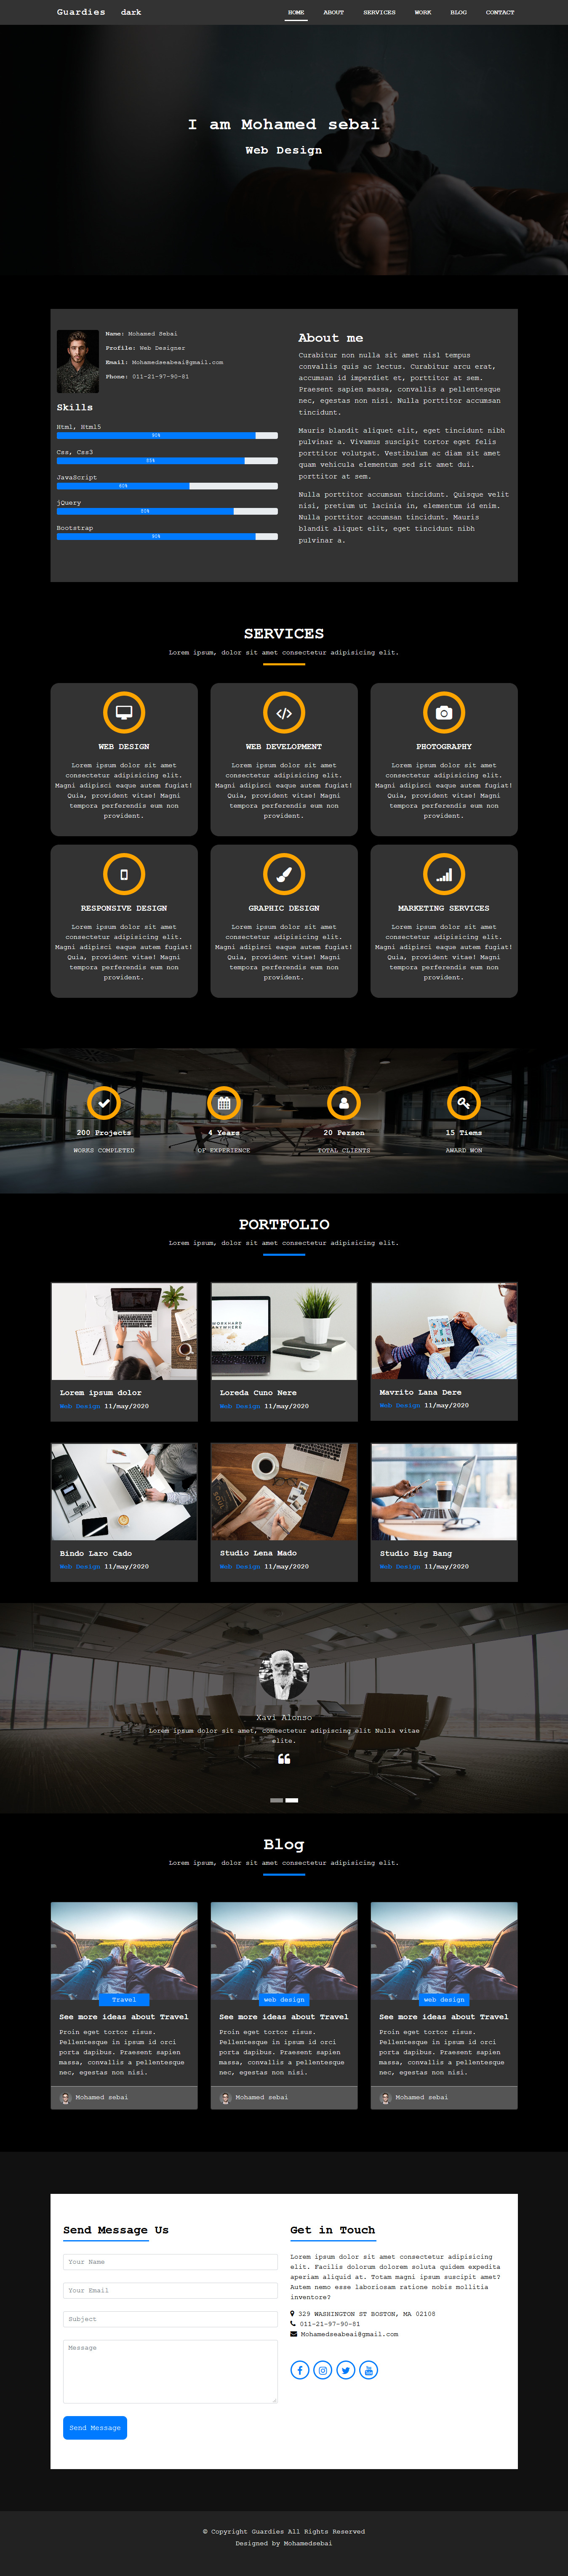 Guardies dark HOME ABOUT SERVICES WORK BLOG CONTACT
I am Mohamed sebai
Web Design
Name: Mohamed Sebai
Profile: Web Designer
Email: Mohamedseabeai@gmail.com
Phone: 011-21-97-90-81
Skills
Html, Html5
90%
Css, Css3
85%
JavaScript
60%
jQuery
80%
Bootstrap
90%
About me
Curabitur non nulla sit amet nisl tempus
convallis quis ac lectus. Curabitur arcu erat,
accumsan id imperdiet et, porttitor at sem.
Praesent sapien massa, convallis a pellentesque
nec, egestas non nisi. Nulla porttitor accumsan
tincidunt.
Mauris blandit aliquet elit, eget tincidunt nibh
pulvinar a. Vivamus suscipit tortor eget felis
porttitor volutpat. Vestibulum ac diam sit amet
quam vehicula elementum sed sit amet dui.
porttitor at sem.
Nulla porttitor accumsan tincidunt. Quisque velit
nisi, pretium ut lacinia in, elementum id enim.
Nulla porttitor accumsan tincidunt. Mauris
blandit aliquet elit, eget tincidunt nibh
pulvinar a.
SERVICES
Lorem ipsum, dolor sit amet consectetur adipisicing elit.
WEB DESIGN
Lorem ipsum dolor sit amet
consectetur adipisicing elit.
Magni adipisci eaque autem fugiat!
Quia, provident vitae! Magni
tempora perferendis eum non
provident.
WEB DEVELOPMENT
Lorem ipsum dolor sit amet
consectetur adipisicing elit.
Magni adipisci eaque autem fugiat!
Quia, provident vitae! Magni
tempora perferendis eum non
provident.
PHOTOGRAPHY
Lorem ipsum dolor sit amet
consectetur adipisicing elit.
Magni adipisci eaque autem fugiat!
Quia, provident vitae! Magni
tempora perferendis eum non
provident.
RESPONSIVE DESIGN
Lorem ipsum dolor sit amet
consectetur adipisicing elit.
Magni adipisci eaque autem fugiat!
Quia, provident vitae! Magni
tempora perferendis eum non
provident.
GRAPHIC DESIGN
Lorem ipsum dolor sit amet
consectetur adipisicing elit.
Magni adipisci eaque autem fugiat!
Quia, provident vitae! Magni
tempora perferendis eum non
provident.
MARKETING SERVICES
Lorem ipsum dolor sit amet
consectetur adipisicing elit.
Magni adipisci eaque autem fugiat!
Quia, provident vitae! Magni
tempora perferendis eum non
provident.
200 Projects
WORKS COMPLETED
4 Years
OF EXPERIENCE
20 Person
TOTAL CLIENTS
15 Tiems
AWARD WON
PORTFOLIO
Lorem ipsum, dolor sit amet consectetur adipisicing elit.
Lorem ipsum dolor
Web Design 11/may/2020
WORKHARD
ANYWHERE
Loreda Cuno Nere
Web Design 11/may/2020
Mavrito Lana Dere
Web Design 11/may/2020
Bindo Laro Cado
Web Design 11/may/2020
Studio Lena Mado
Web Design 11/may/2020
Studio Big Bang
Web Design 11/may/2020
Xavi Alonso
Lorem ipsum dolor sit amet, consectetur adipiscing elit Nulla vitae
elite.
Blog
Lorem ipsum, dolor sit amet consectetur adipisicing elit.
Travel
See more ideas about Travel
Proin eget tortor risus.
Pellentesque in ipsum id orci
porta dapibus. Praesent sapien
massa, convallis a pellentesque
nec, egestas non nisi.
Mohamed sebai
web design
See more ideas about Travel
Proin eget tortor risus.
Pellentesque in ipsum id orci
porta dapibus. Praesent sapien
massa, convallis a pellentesque
nec, egestas non nisi.
Mohamed sebai
web design
See more ideas about Travel
Proin eget tortor risus.
Pellentesque in ipsum id orci
porta dapibus. Praesent sapien
massa, convallis a pellentesque
nec, egestas non nisi.
Mohamed sebai
Send Message Us
Your Name
Your Email
Subject
Message
Send Message
Get in Touch
Lorem ipsum dolor sit amet consectetur adipisicing
elit. Facilis dolorum dolorem soluta quidem expedita
aperiam aliquid at. Totam magni ipsum suscipit amet?
Autem nemo esse laboriosam ratione nobis mollitia
inventore?
329 WASHINGTON ST BOSTON, MA 02108
011-21-97-90-81
Mohamedseabeai@gmail.com
© Copyright Guardies All Rights Reserved
Designed by Mohamedsebai